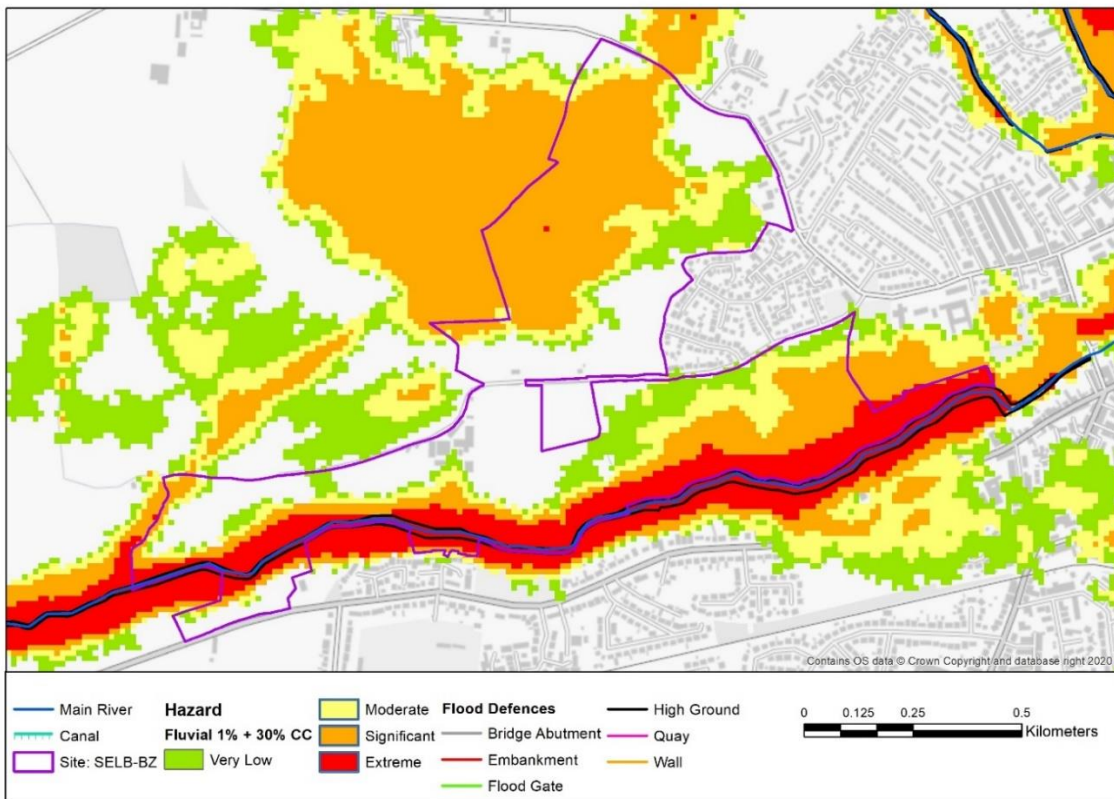 Contains OS data © Crown Copyright and database right 2020
Main River
Canal
Site: SELB-BZ
Hazard
Fluvial 1% + 30% CC
Very Low
Moderate
Significant
Extreme
Flood Defences
Bridge Abutment
Embankment
Flood Gate
High Ground
Quay
Wall
0 0.125 0.25 0.5
Kilometers